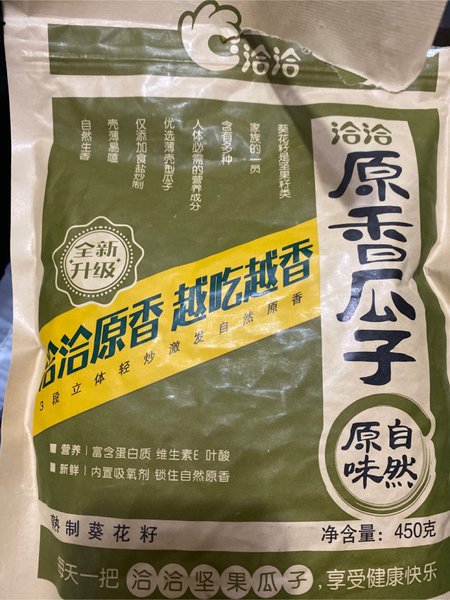 洽洽®
洽洽
原香瓜子
自然
原味
葵花籽是坚果籽类
家族的一员
含有多种
人体必需的营养成分
优选薄壳型瓜子
仅添加食盐炒制
壳薄易嗑
自然生香
全新
升级
洽洽原香 越吃越香
3段立体轻炒激发自然原香
营养 | 富含蛋白质 维生素E 叶酸
新鲜 | 内置吸氧剂 锁住自然原香
熟制葵花籽
净含量: 450克
每天一把 洽洽坚果瓜子,享受健康快乐